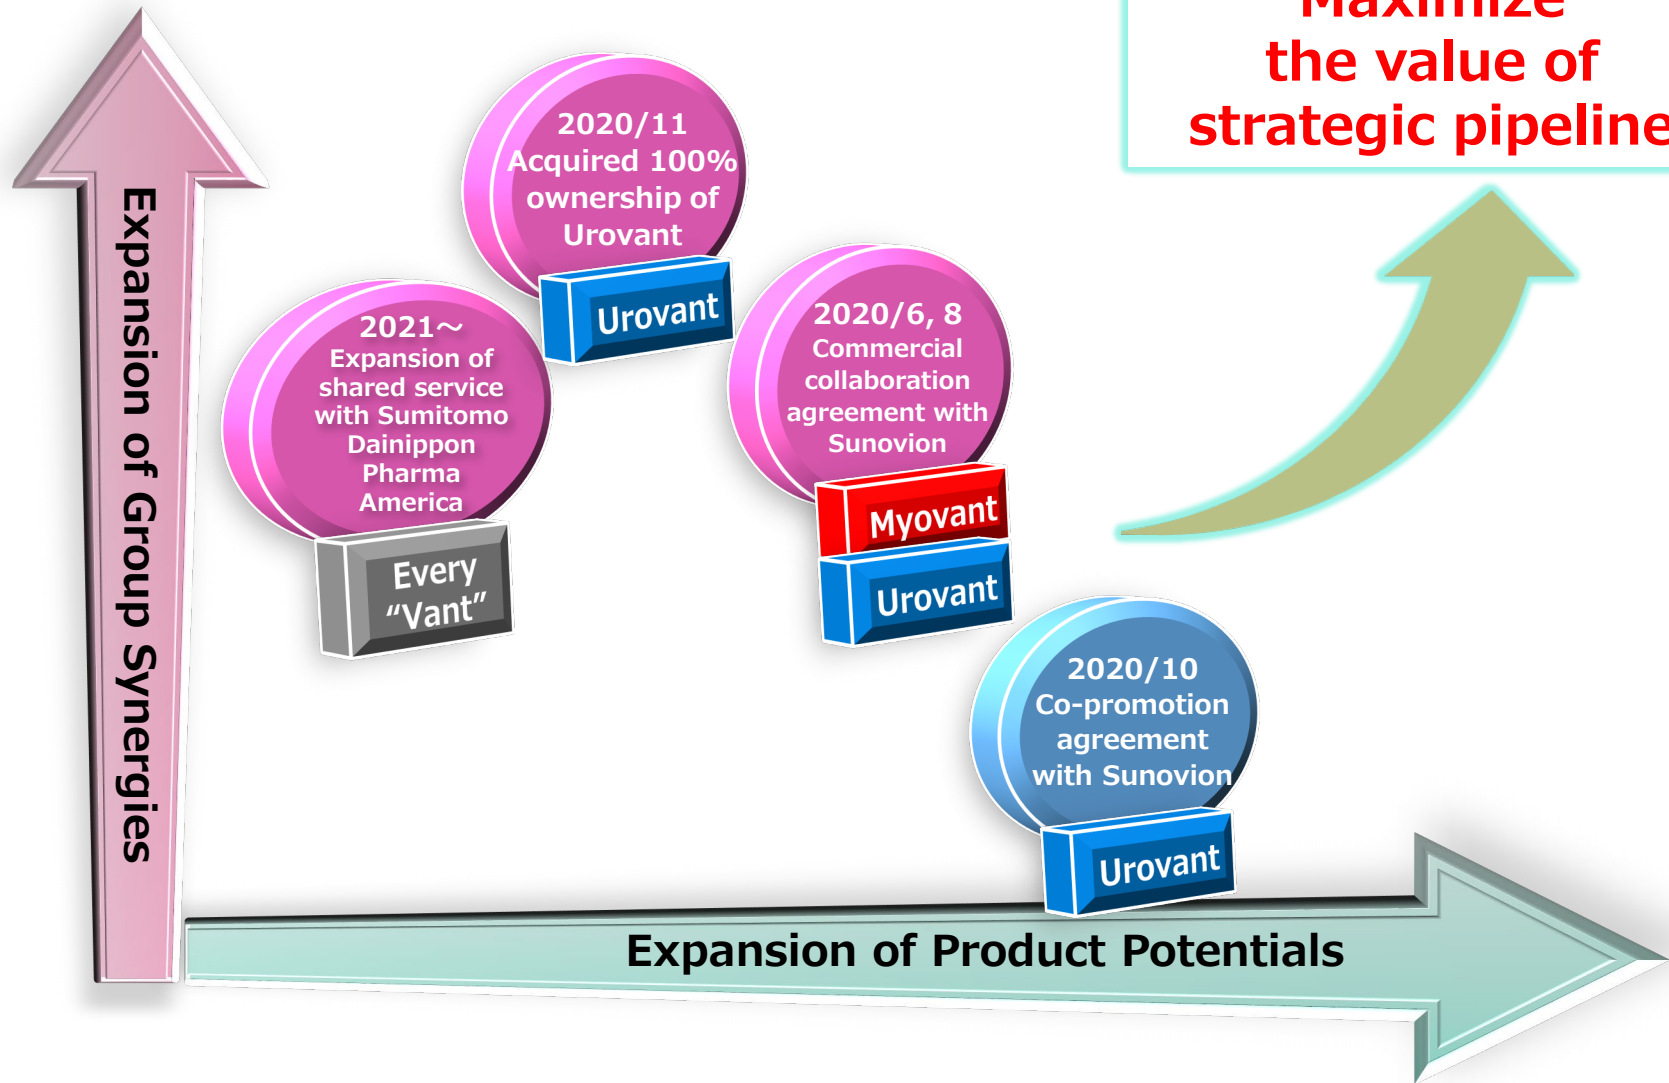 Maximize
the value of
strategic pipeline
2020/11
Acquired 100%
ownership of
Urovant
Urovant
2021～
Expansion of
shared service
with Sumitomo
Dainippon
Pharma
America
Every
“Vant”
2020/6, 8
Commercial
collaboration
agreement with
Sunovion
Myovant
Urovant
2020/10
Co-promotion
agreement
with Sunovion
Urovant
Expansion of Group Synergies
Expansion of Product Potentials